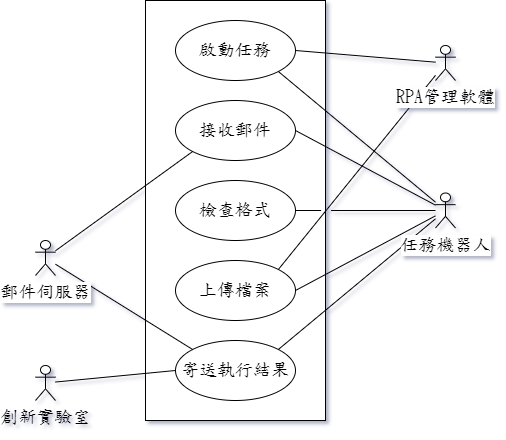 啟動任務
接收郵件
檢查格式
上傳檔案
寄送執行結果
RPA管理軟體
任務機器人
郵件伺服器
創新實驗室